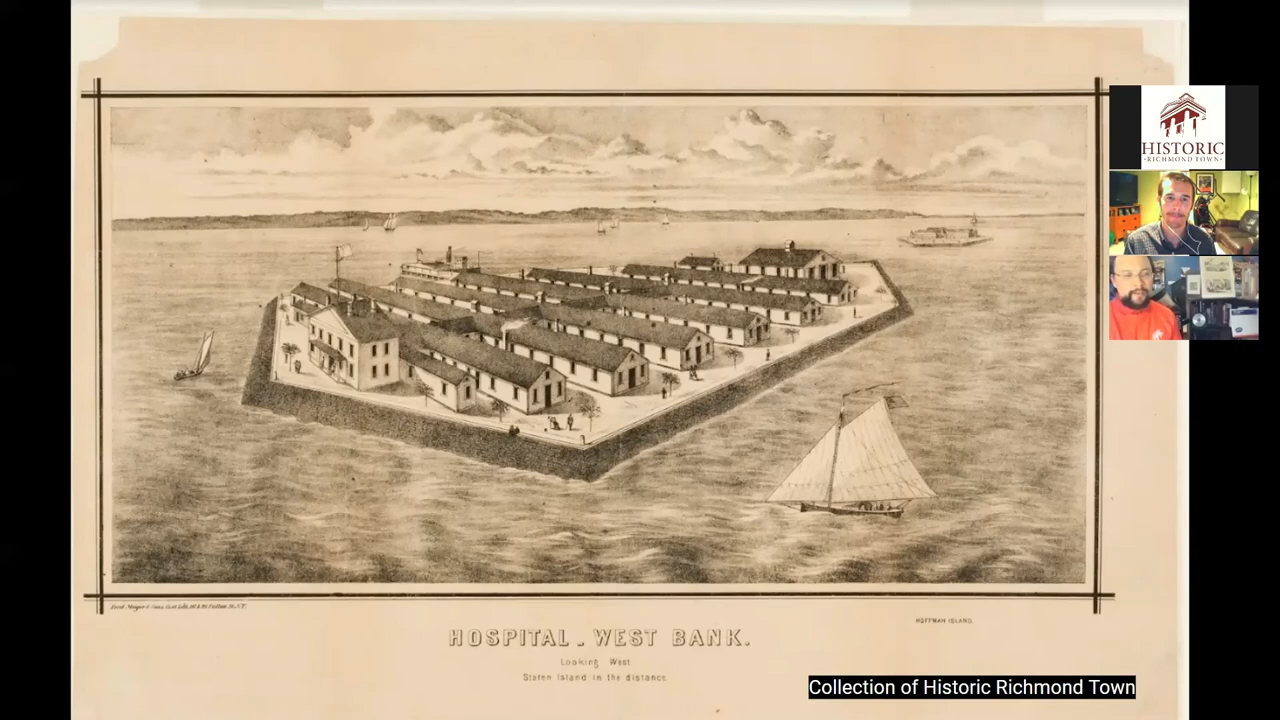 HISTORIC
·RICHMOND TOWN·
HOFFMAN ISLAND.
HOSPITAL - WEST BANK.
Looking West
Staten Island in the distance.
Collection of Historic Richmond Town